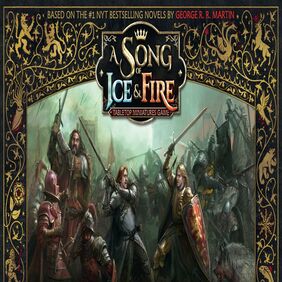 BASED ON THE #1 NYT BESTSELLING NOVELS BY GEORGE R. R. MARTIN
A SONG
OF
ICE & FIRE
TABLETOP MINIATURES GAME